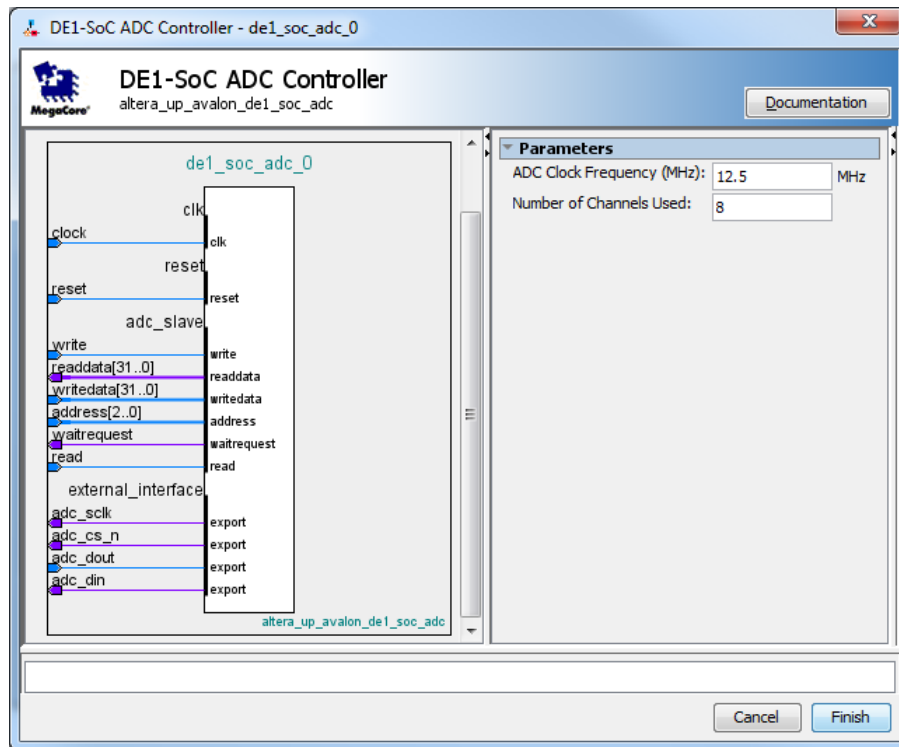 DE1-SoC ADC Controller - de1_soc_adc_0
DE1-SoC ADC Controller
altera_up_avalon_de1_soc_adc
MegaCore®
Documentation
de1_soc_adc_0
clk
clock
clk
reset
reset
reset
adc_slave
write
write
readdata[31..0]
readdata
writedata[31..0]
writedata
address[2..0]
address
waitrequest
waitrequest
read
read
external_interface
adc_sclk
export
adc_cs_n
export
adc_dout
export
adc_din
export
altera_up_avalon_de1_soc_adc
Parameters
ADC Clock Frequency (MHz): 12.5 MHz
Number of Channels Used: 8
Cancel
Finish